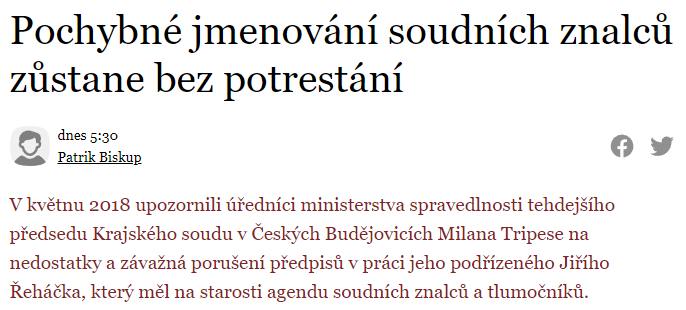 Pochybné jmenování soudních znalců
zůstane bez potrestání
dnes 5:30
Patrik Biskup
V květnu 2018 upozornili úředníci ministerstva spravedlnosti tehdejšího
předsedu Krajského soudu v Českých Budějovicích Milana Tripese na
nedostatky a závažná porušení předpisů v práci jeho podřízeného Jiřího
Řeháčka, který měl na starosti agendu soudních znalců a tlumočníků.